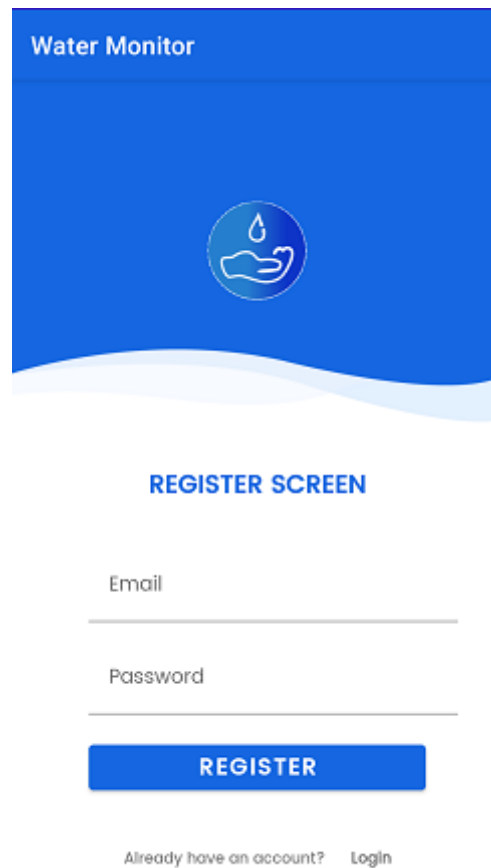 Water Monitor
REGISTER SCREEN
Email
Password
REGISTER
Already have an account? Login